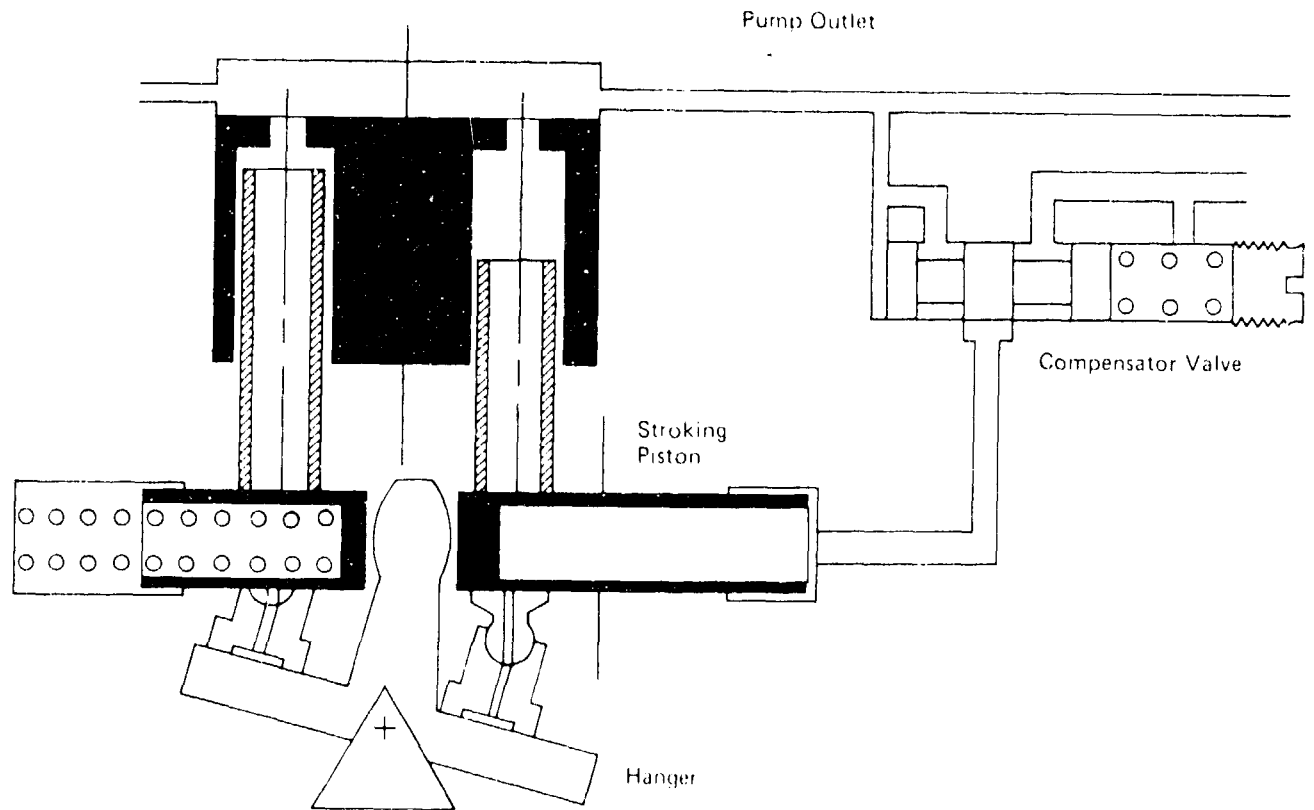 Pump Outlet
Compensator Valve
Stroking
Piston
Hanger